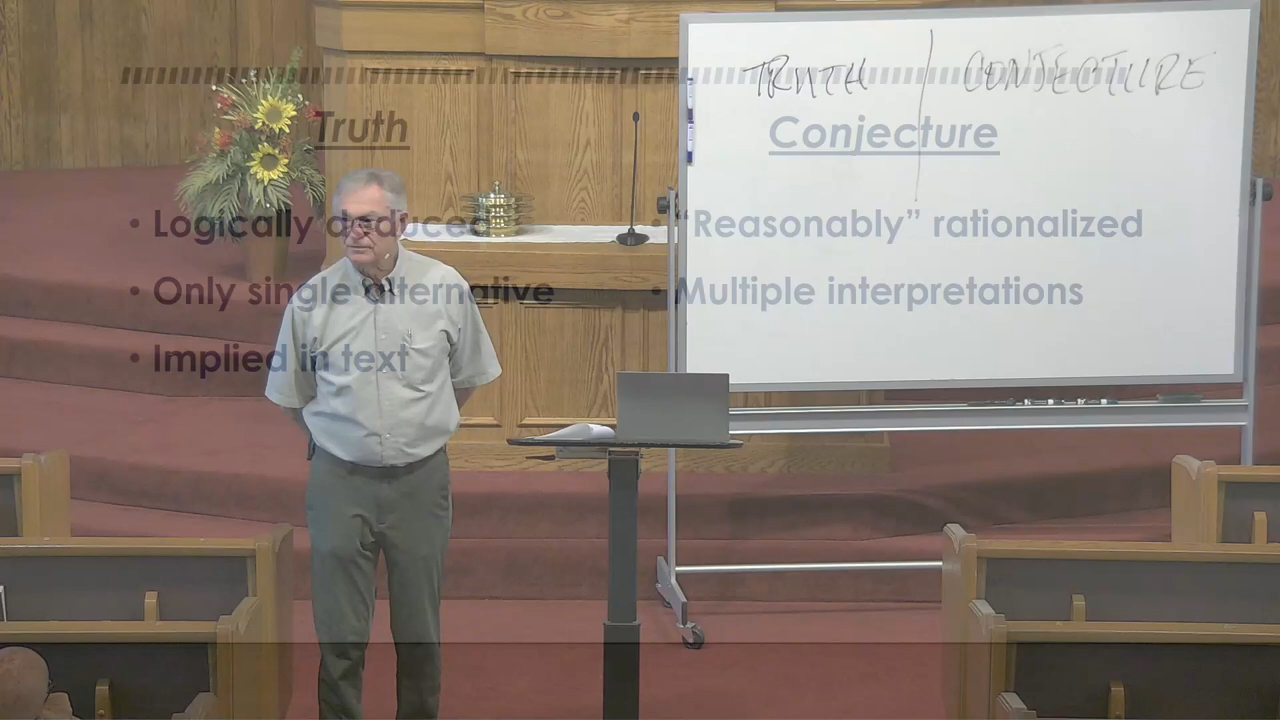 TRUTH | CONJECTURE
Truth
• Logically deduced
• Only single alternative
• Implied in text
Conjecture
• “Reasonably” rationalized
• Multiple interpretations